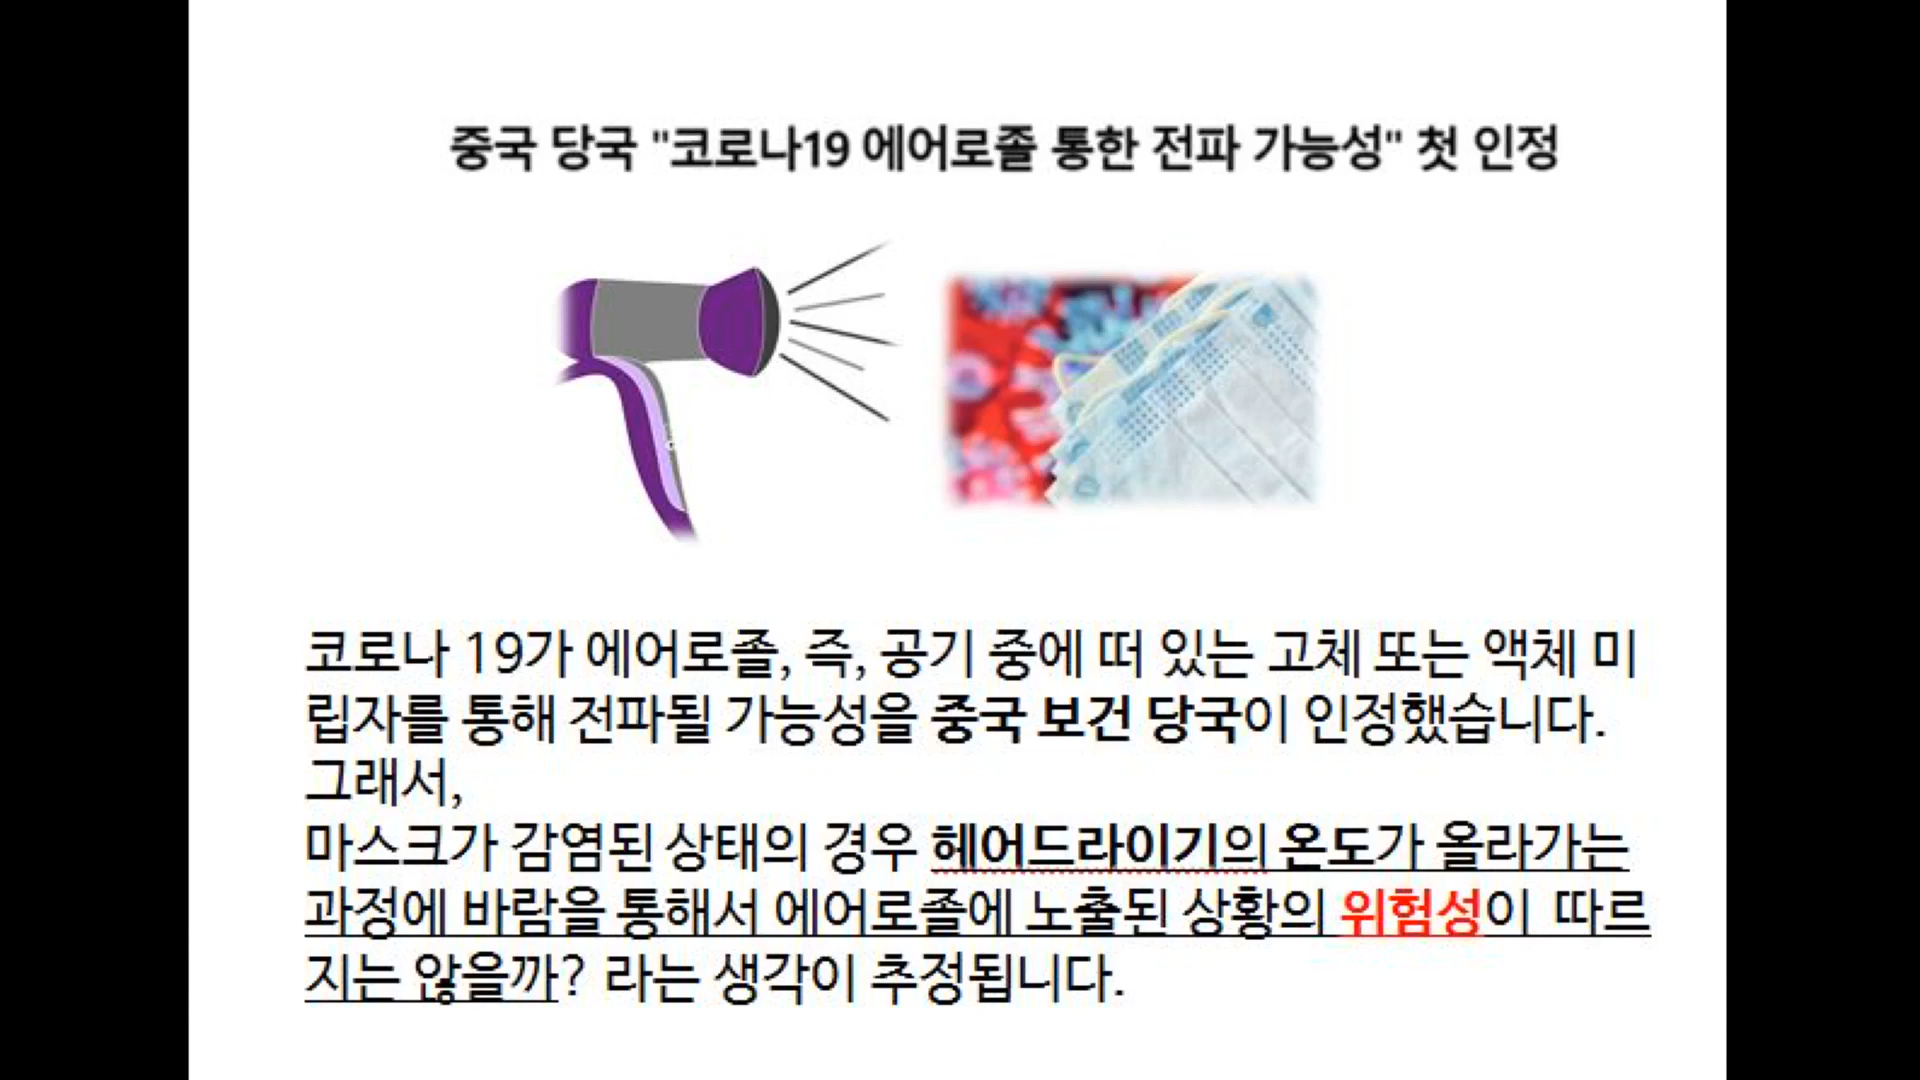 중국 당국 "코로나19 에어로졸 통한 전파 가능성" 첫 인정
코로나 19가 에어로졸, 즉, 공기 중에 떠 있는 고체 또는 액체 미
립자를 통해 전파될 가능성을 중국 보건 당국이 인정했습니다.
그래서,
마스크가 감염된 상태의 경우 헤어드라이기의 온도가 올라가는
과정에 바람을 통해서 에어로졸에 노출된 상황의 위험성이 따르
지는 않을까? 라는 생각이 추정됩니다.